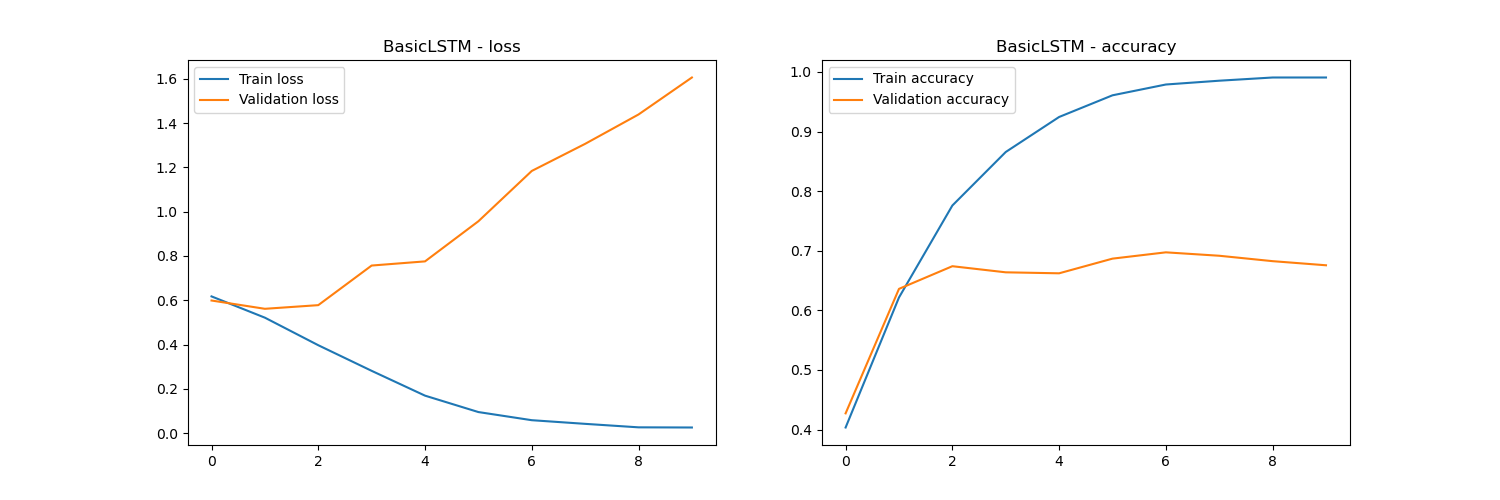 BasicLSTM - loss
Train loss
Validation loss
1.6
1.4
1.2
1.0
0.8
0.6
0.4
0.2
0.0
0 2 4 6 8
BasicLSTM - accuracy
Train accuracy
Validation accuracy
1.0
0.9
0.8
0.7
0.6
0.5
0.4
0 2 4 6 8